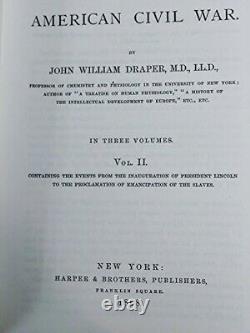 AMERICAN CIVIL WAR.
BY
JOHN WILLIAM DRAPER, M.D., LL.D.,
PROFESSOR OF CHEMISTRY AND PHYSIOLOGY IN THE UNIVERSITY OF NEW YORK;
AUTHOR OF "A TREATISE ON HUMAN PHYSIOLOGY," "A HISTORY OF
THE INTELLECTUAL DEVELOPMENT OF EUROPE," ETC., ETC.
IN THREE VOLUMES.
VOL. II.
CONTAINING THE EVENTS FROM THE INAUGURATION OF PRESIDENT LINCOLN
TO THE PROCLAMATION OF EMANCIPATION OF THE SLAVES.
NEW YORK:
HARPER & BROTHERS, PUBLISHERS,
FRANKLIN SQUARE.